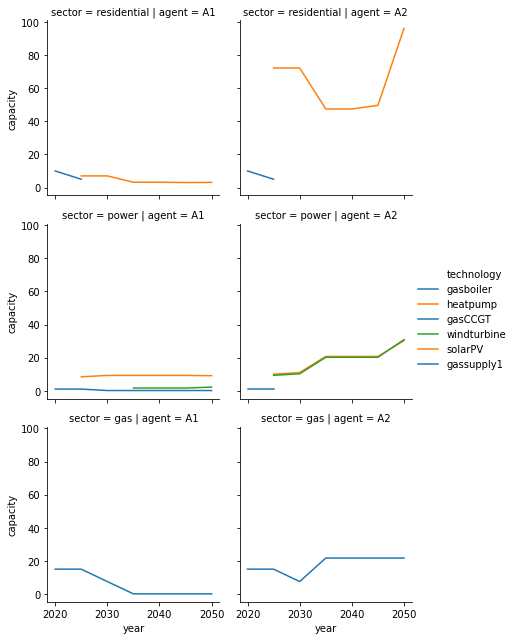 sector = residential | agent = A1
sector = residential | agent = A2
100
80
60
40
20
0
capacity
sector = power | agent = A1
sector = power | agent = A2
100
80
60
40
20
0
capacity
technology
gasboiler
heatpump
gasCCGT
windturbine
solarPV
gassupply1
sector = gas | agent = A1
sector = gas | agent = A2
100
80
60
40
20
0
capacity
2020 2030 2040 2050
2020 2030 2040 2050
year
year